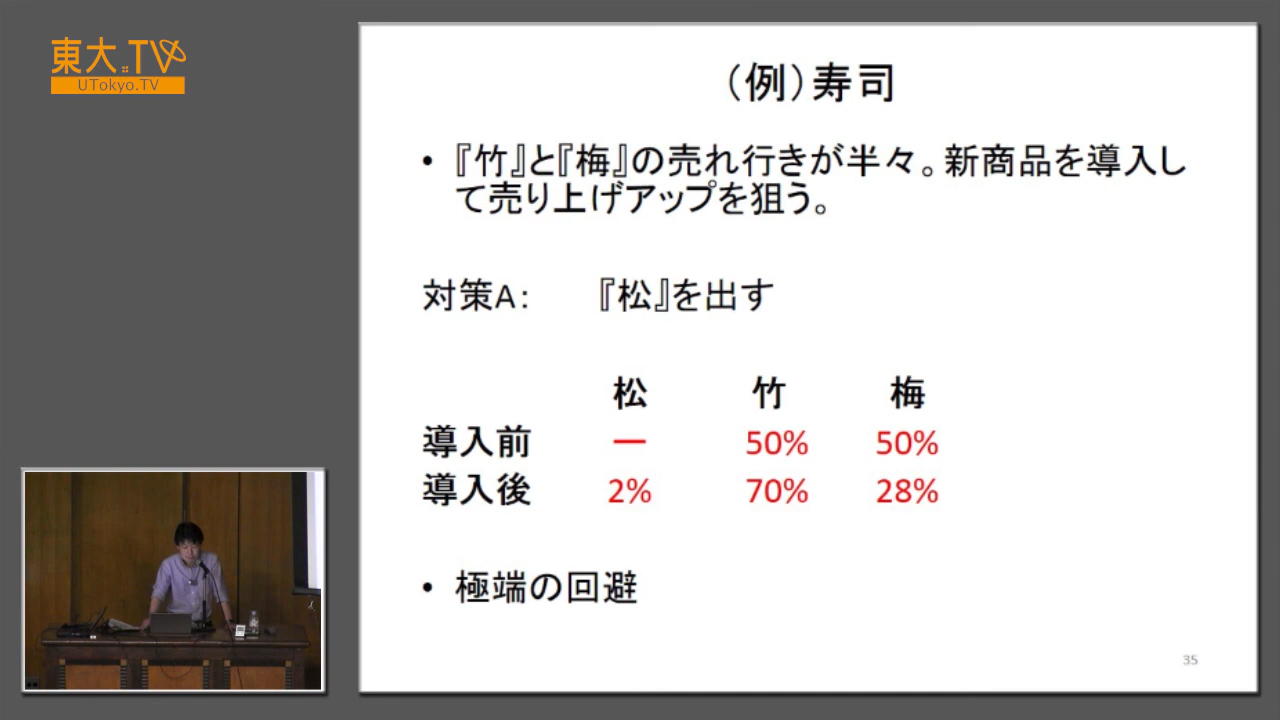 東大.TV
UTokyo.TV
（例）寿司
• 『竹』と『梅』の売れ行きが半々。新商品を導入し
て売り上げアップを狙う。
対策A： 『松』を出す
松 竹 梅
導入前 ー 50% 50%
導入後 2% 70% 28%
• 極端の回避
35